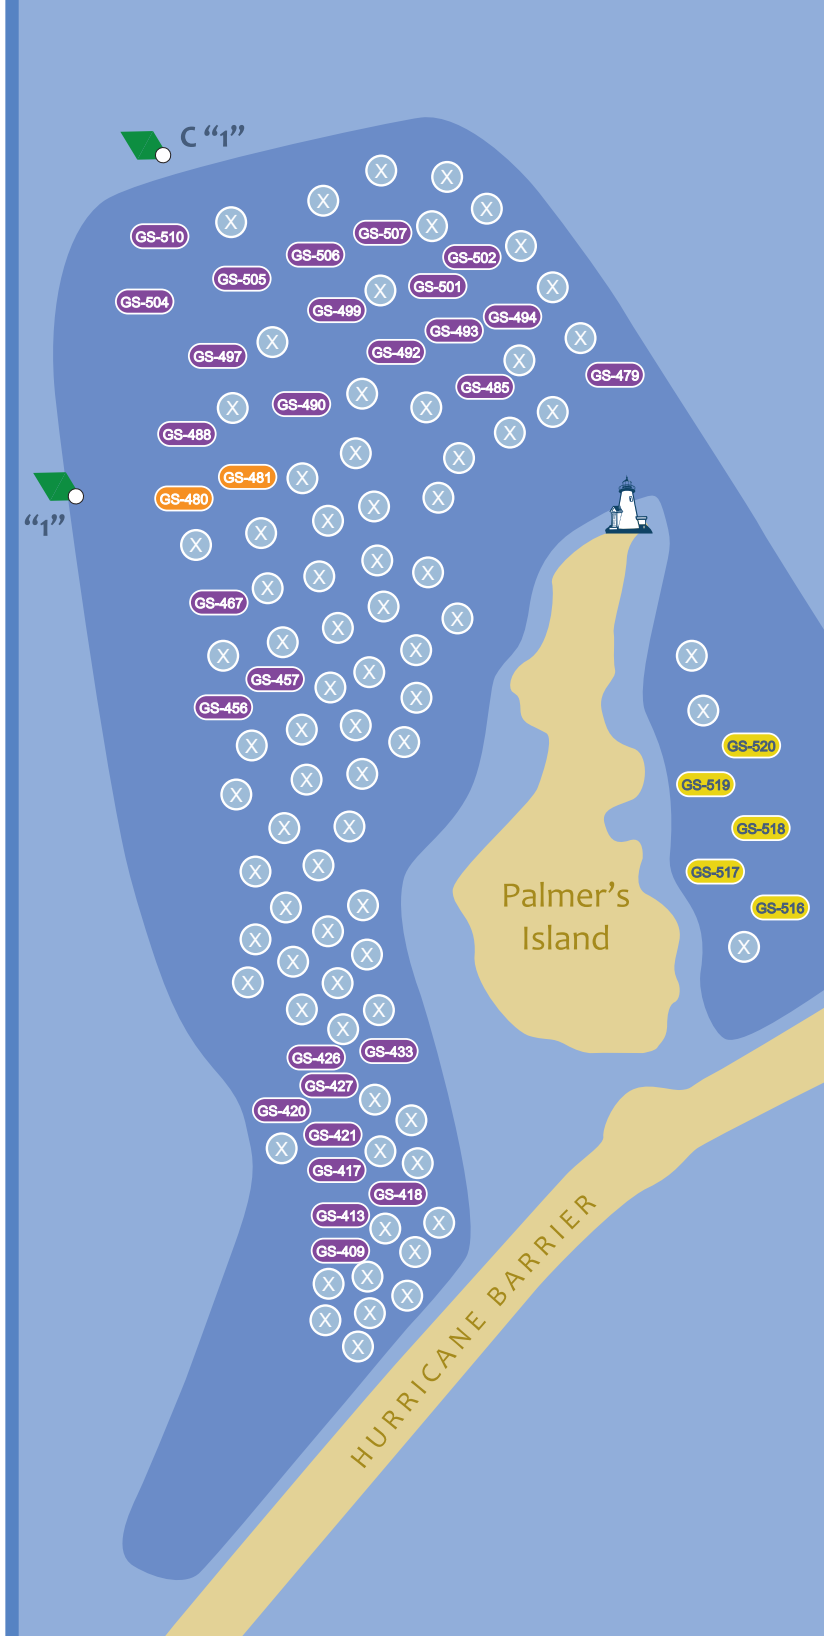 C “1”
X
X
X
X
X
GS-510
GS-507
X
GS-506
GS-502
X
GS-505
GS-501
X
X
GS-504
GS-499
GS-494
GS-493
X
X
GS-497
GS-492
X
GS-479
GS-485
X
GS-490
X
X
X
GS-488
X
X
X
GS-481
X
GS-480
X
“1”
X
X
X
X
X
X
X
X
GS-467
X
X
X
X
X
X
X
X
GS-457
X
X
X
GS-456
X
X
X
X
X
GS-520
X
X
GS-519
X
X
X
GS-518
X
X
GS-517
Palmer’s
Island
X
X
GS-516
X
X
X
X
X
X
X
X
X
X
GS-433
GS-426
GS-427
X
GS-420
X
GS-421
X
X
X
GS-417
GS-418
GS-413
X
X
GS-409
X
X
X
X
X
X
X
HURRICANE BARRIER